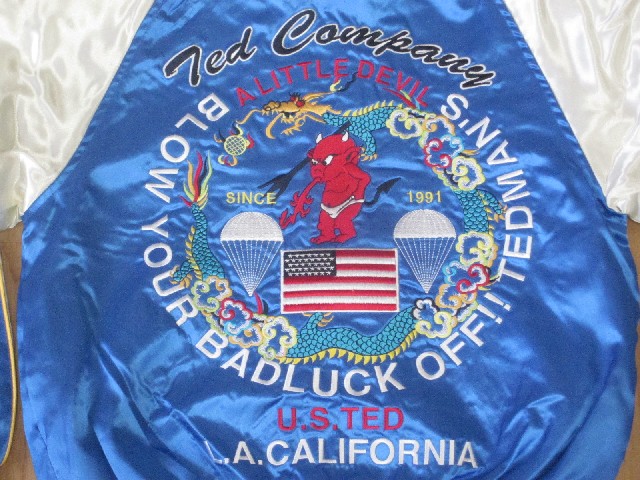 Ted Company
A LITTLE DEVIL
BLOW YOUR BADLUCK OFF!! TEDMAN'S
SINCE 1991
U.S.TED
L.A.CALIFORNIA